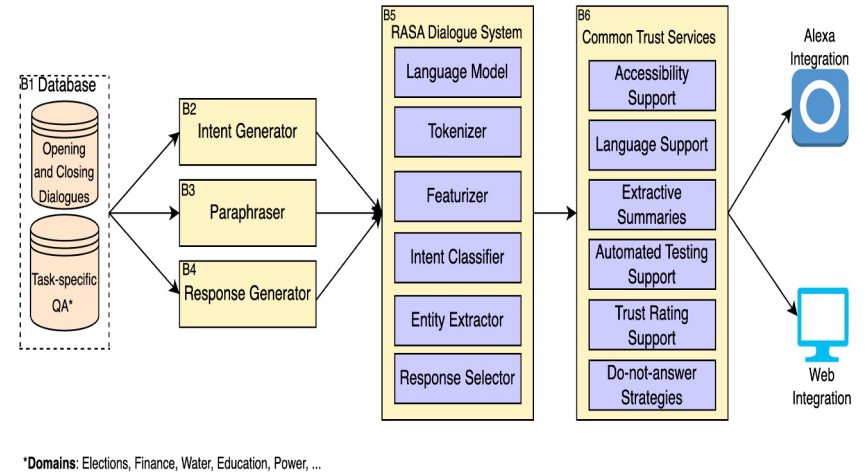 B1 Database
Opening
and Closing
Dialogues
Task-specific
QA*
B2
Intent Generator
B3
Paraphraser
B4
Response Generator
B5
RASA Dialogue System
Language Model
Tokenizer
Featurizer
Intent Classifier
Entity Extractor
Response Selector
B6
Common Trust Services
Accessibility
Support
Language Support
Extractive
Summaries
Automated Testing
Support
Trust Rating
Support
Do-not-answer
Strategies
Alexa
Integration
Web
Integration
*Domains: Elections, Finance, Water, Education, Power, ...